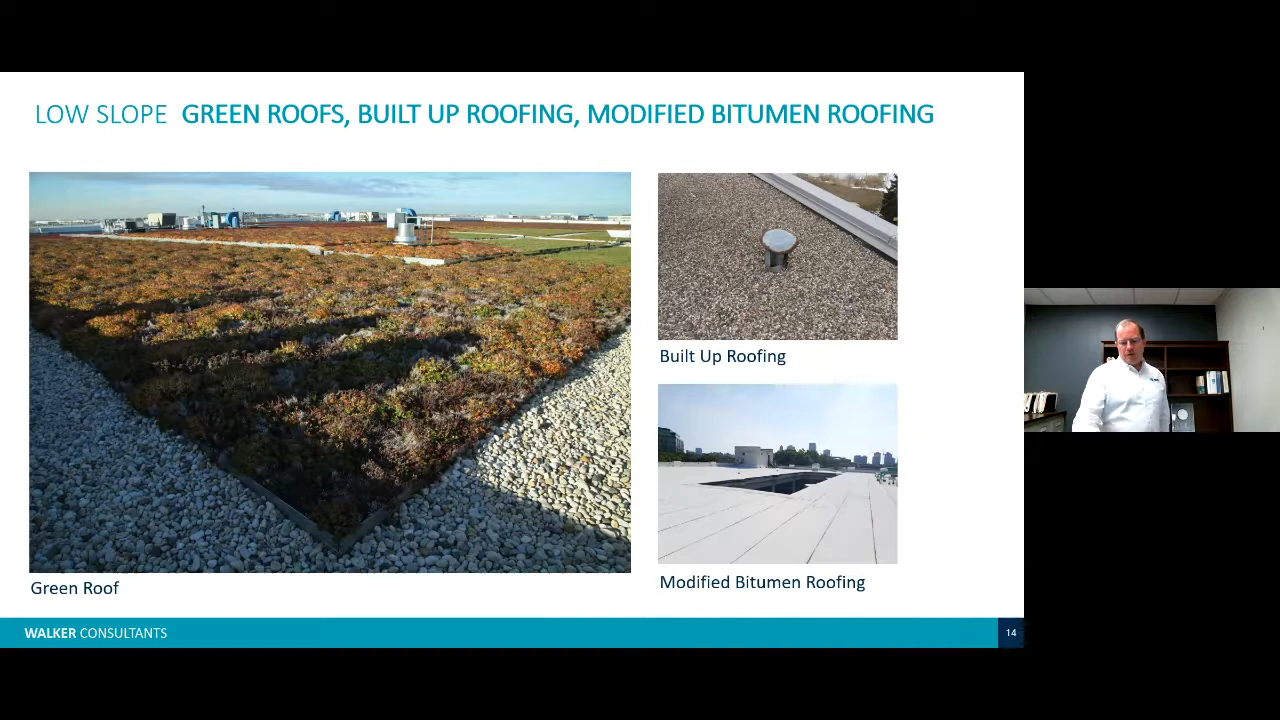 LOW SLOPE GREEN ROOFS, BUILT UP ROOFING, MODIFIED BITUMEN ROOFING
Built Up Roofing
Modified Bitumen Roofing
Green Roof
WALKER CONSULTANTS
14